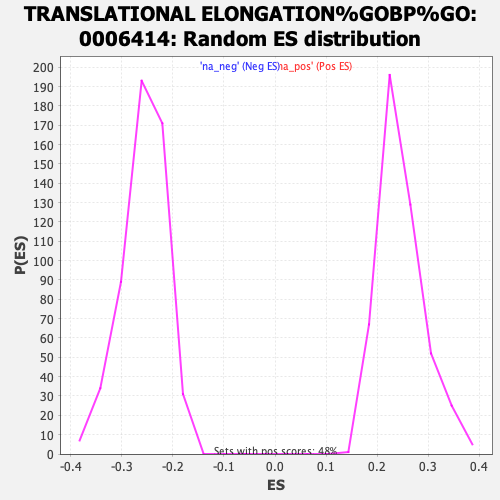 TRANSLATIONAL ELONGATION%GOBP%GO:
0006414: Random ES distribution
'na_neg' (Neg ES)
na_pos' (Pos ES)
P(ES)
200
190
180
170
160
150
140
130
120
110
100
90
80
70
60
50
40
30
20
10
0
Sets with pos scores: 48%
-0.4 -0.3 -0.2 -0.1 0.0 0.1 0.2 0.3 0.4
ES